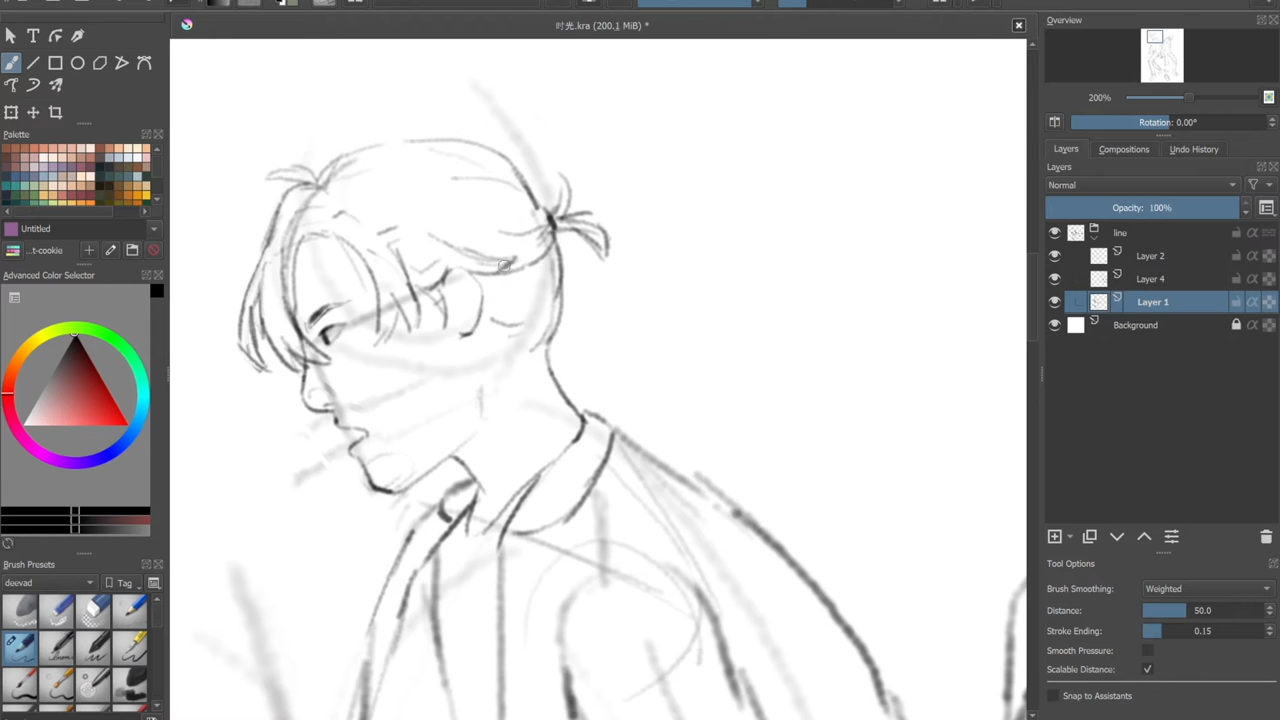 时光.kra (200.1 MiB) *
Overview
200%
Rotation: 0.00°
Layers
Compositions
Undo History
Layers
Normal
Opacity: 100%
line
Layer 2
Layer 4
Layer 1
Background
Tool Options
Brush Smoothing:
Weighted
Distance:
50.0
Stroke Ending:
0.15
Smooth Pressure:
Scalable Distance:
Snap to Assistants
Palette
Untitled
...t-cookie
Advanced Color Selector
Brush Presets
deevad
Tag